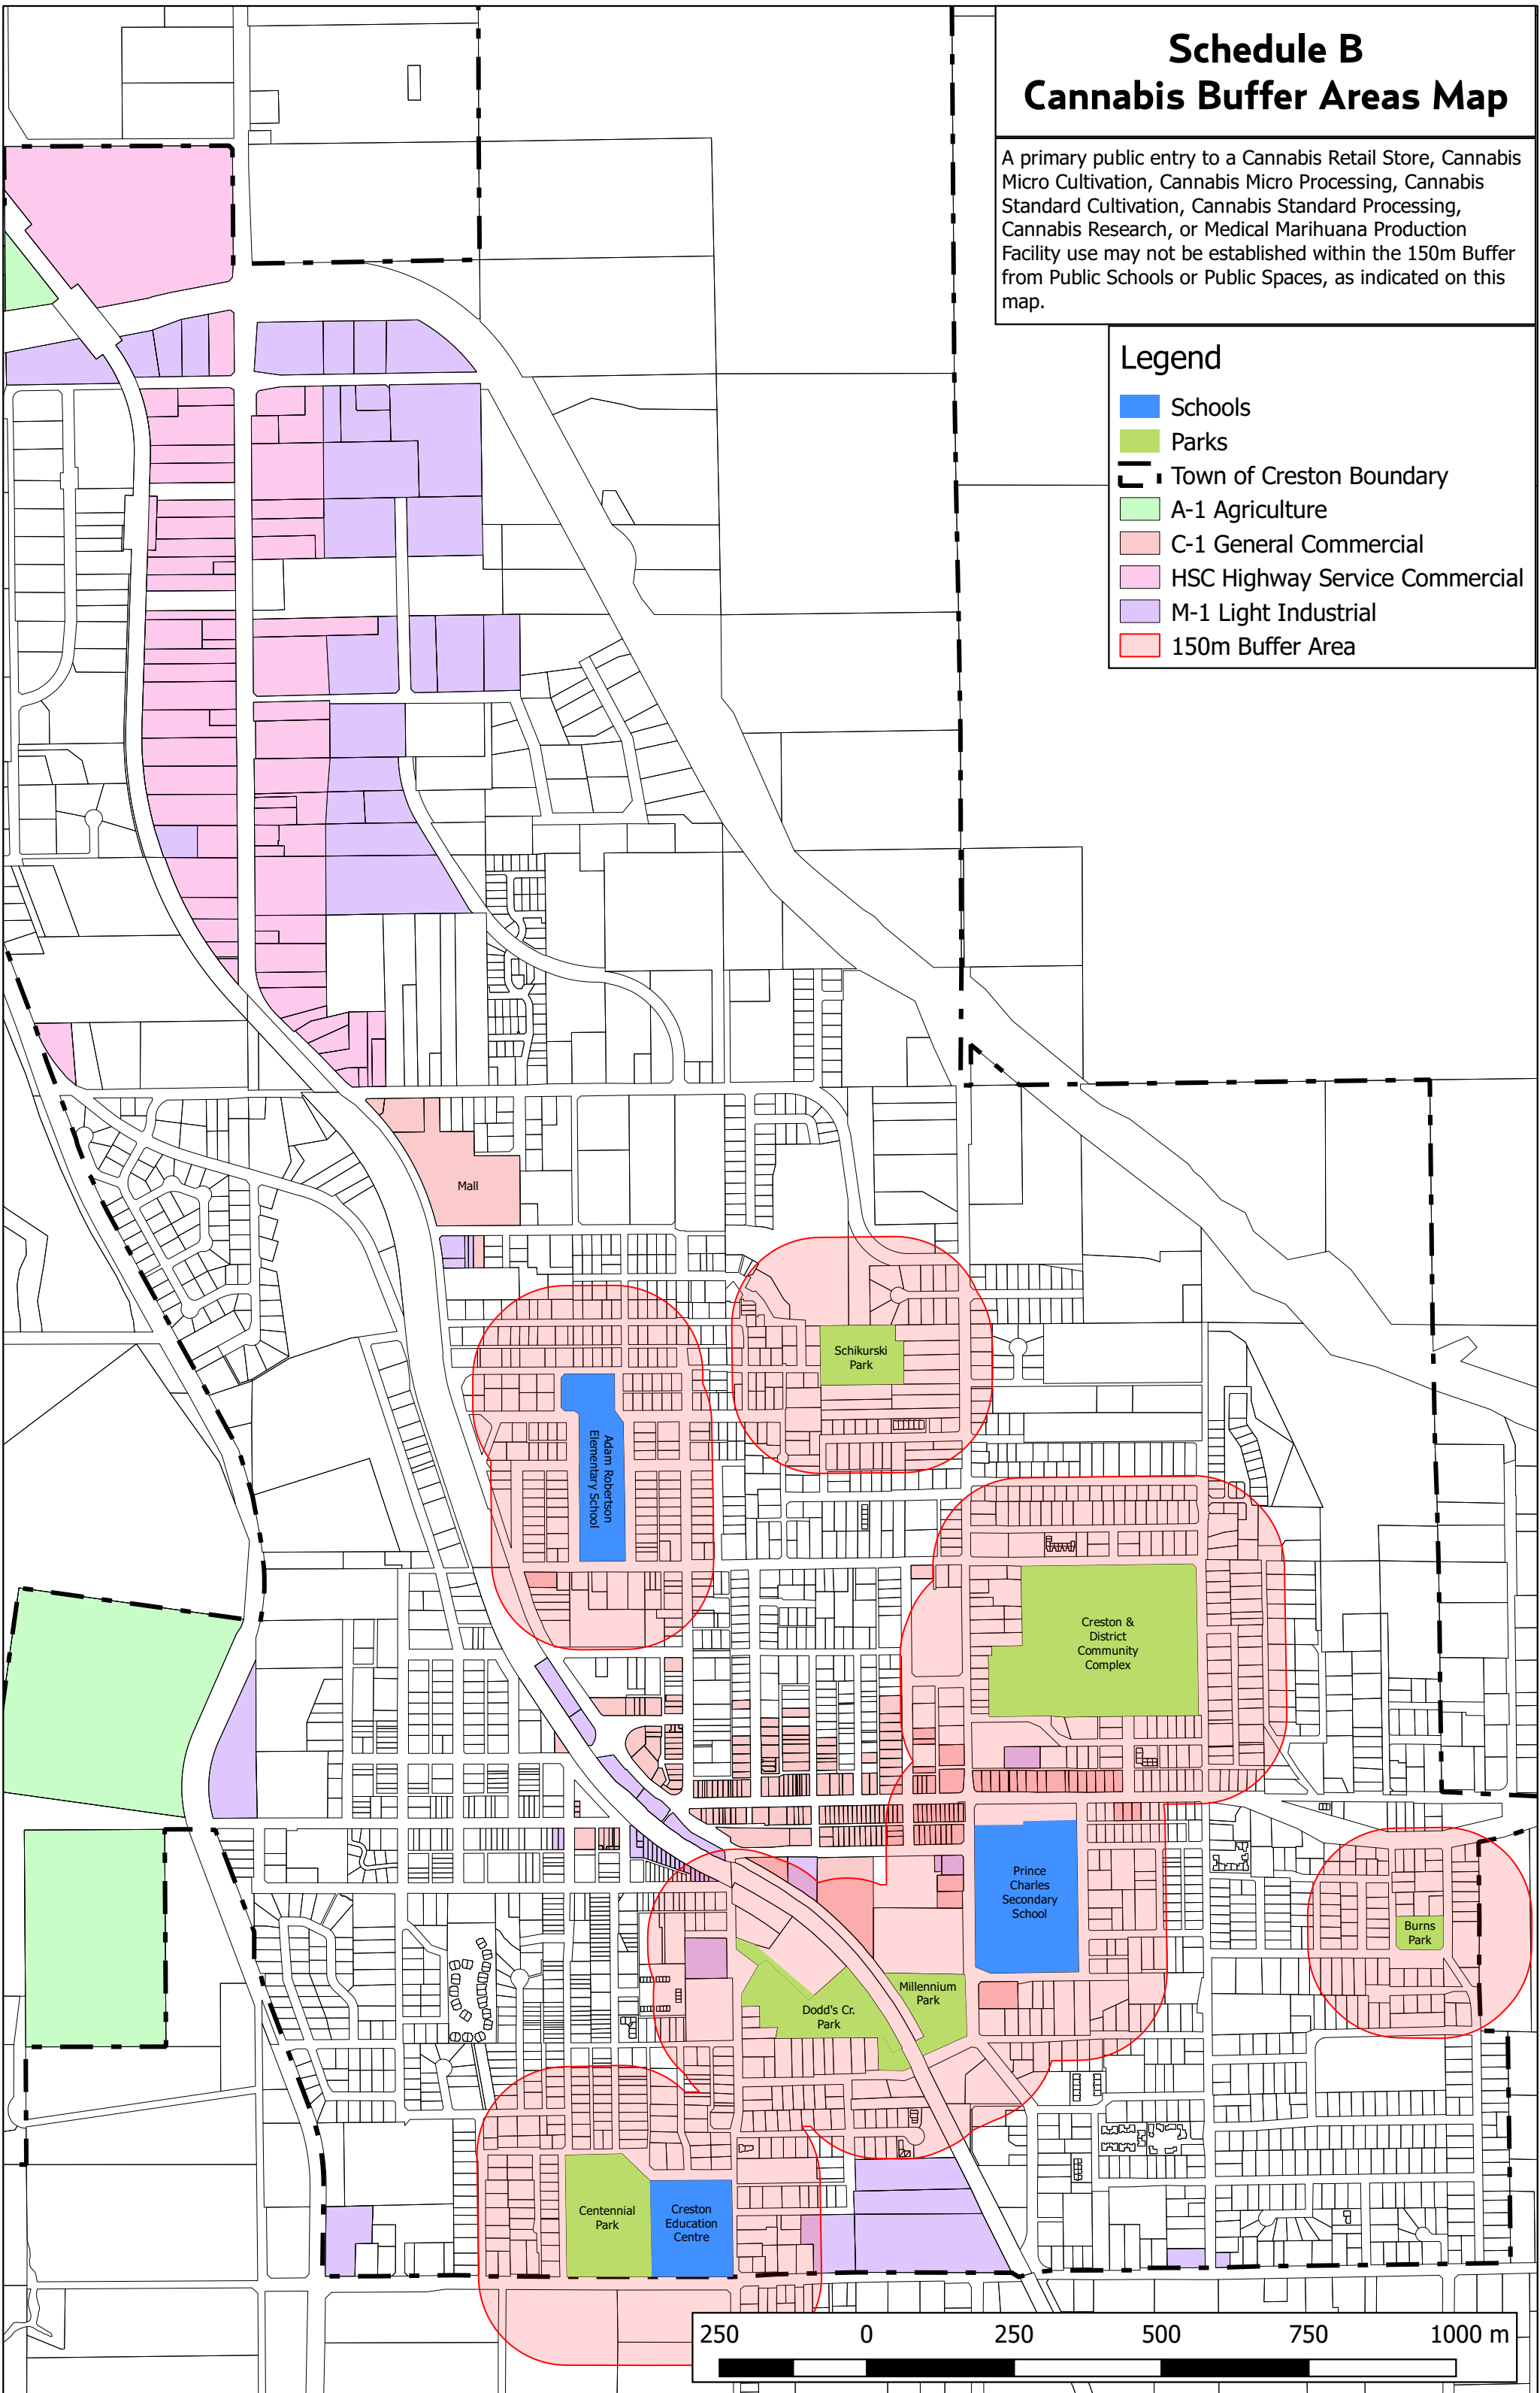 Schedule B
Cannabis Buffer Areas Map
A primary public entry to a Cannabis Retail Store, Cannabis
Micro Cultivation, Cannabis Micro Processing, Cannabis
Standard Cultivation, Cannabis Standard Processing,
Cannabis Research, or Medical Marihuana Production
Facility use may not be established within the 150m Buffer
from Public Schools or Public Spaces, as indicated on this
map.
Legend
Schools
Parks
Town of Creston Boundary
A-1 Agriculture
C-1 General Commercial
HSC Highway Service Commercial
M-1 Light Industrial
150m Buffer Area
Mall
Schikurski
Park
Adam Robertson
Elementary School
Creston &
District
Community
Complex
Prince
Charles
Secondary
School
Burns
Park
Millennium
Park
Dodd's Cr.
Park
Centennial
Park
Creston
Education
Centre
250 0 250 500 750 1000 m